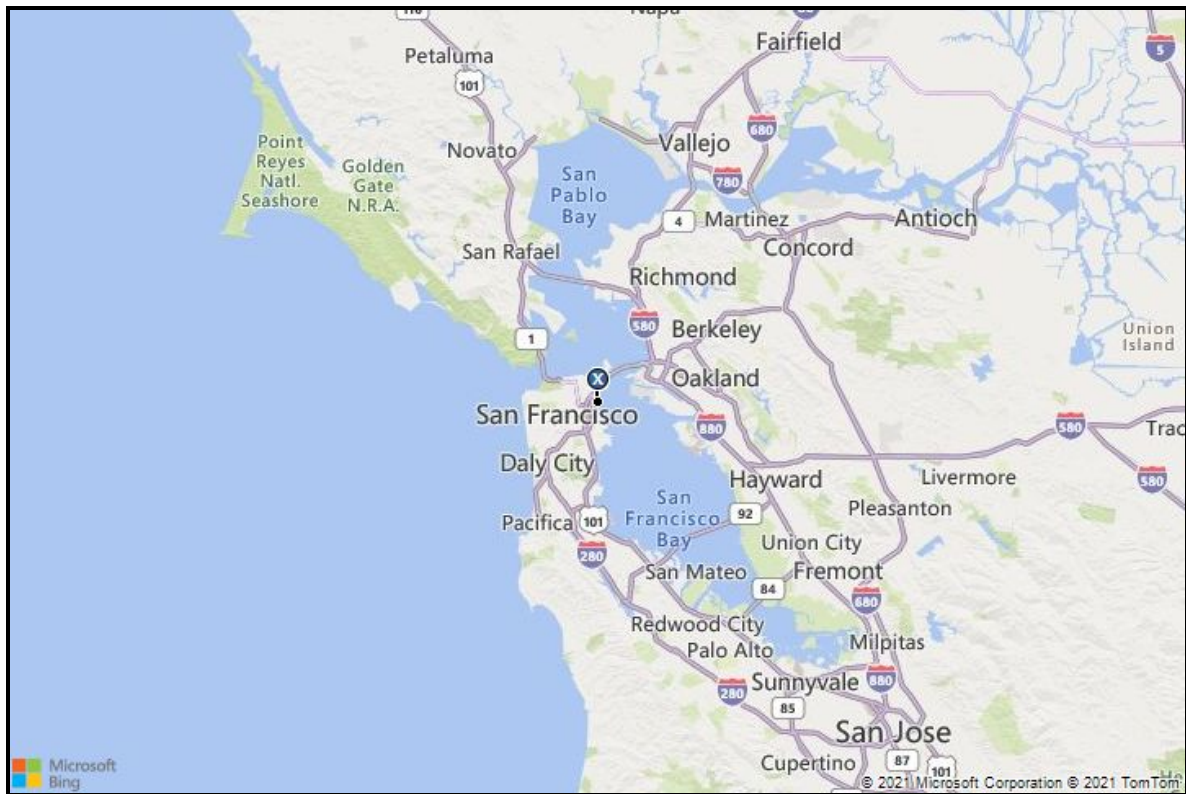 Napa
Fairfield
5
Petaluma
101
680
Vallejo
Novato
Point
Reyes
Natl.
Seashore
Golden
Gate
N.R.A.
San
Pablo
Bay
780
4
Martinez
Antioch
Concord
San Rafael
Richmond
580
Berkeley
Union
Island
1
X
Oakland
San Francisco
880
580
Trac
Daly City
Hayward
Livermore
580
San
Francisco
Bay
92
Pleasanton
Pacifica
101
280
Union City
San Mateo
Fremont
84
680
Redwood City
Palo Alto
Milpitas
280
Sunnyvale
880
85
San Jose
Cupertino
87
101
Microsoft
Bing
© 2021 Microsoft Corporation © 2021 TomTom